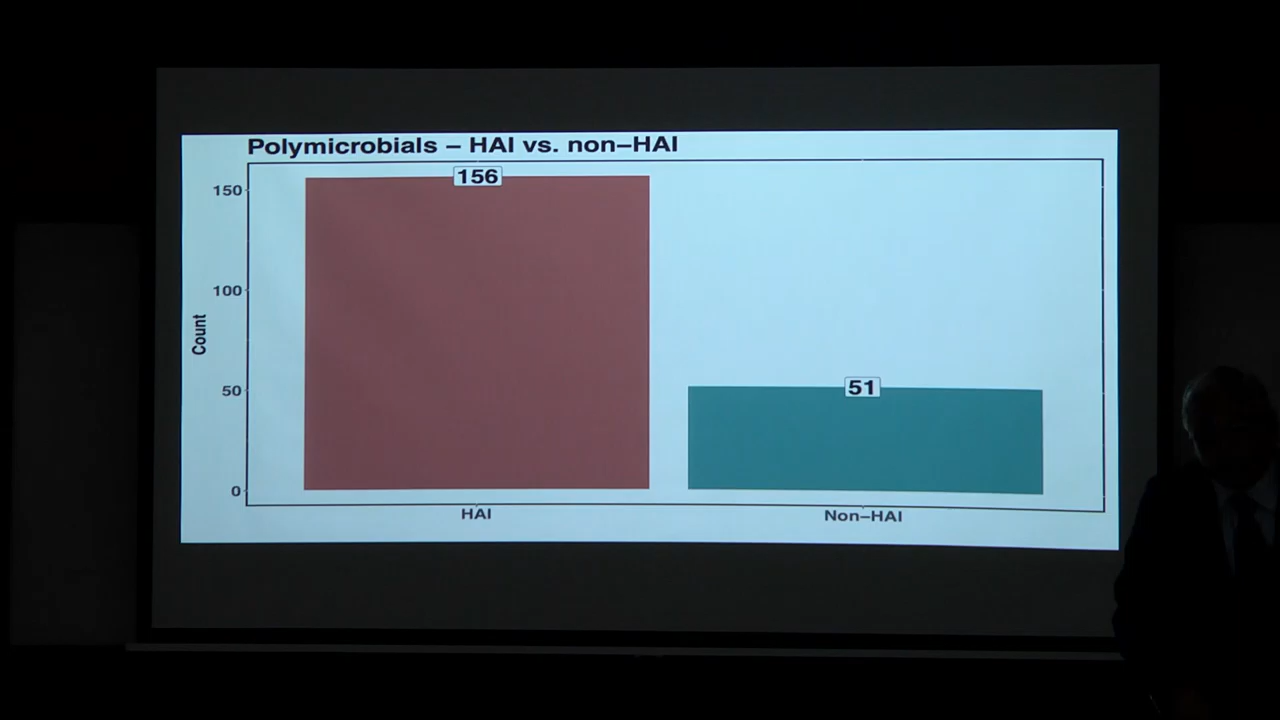 Polymicrobials – HAI vs. non–HAI
156
150
100
Count
51
50
0
HAI
Non–HAI